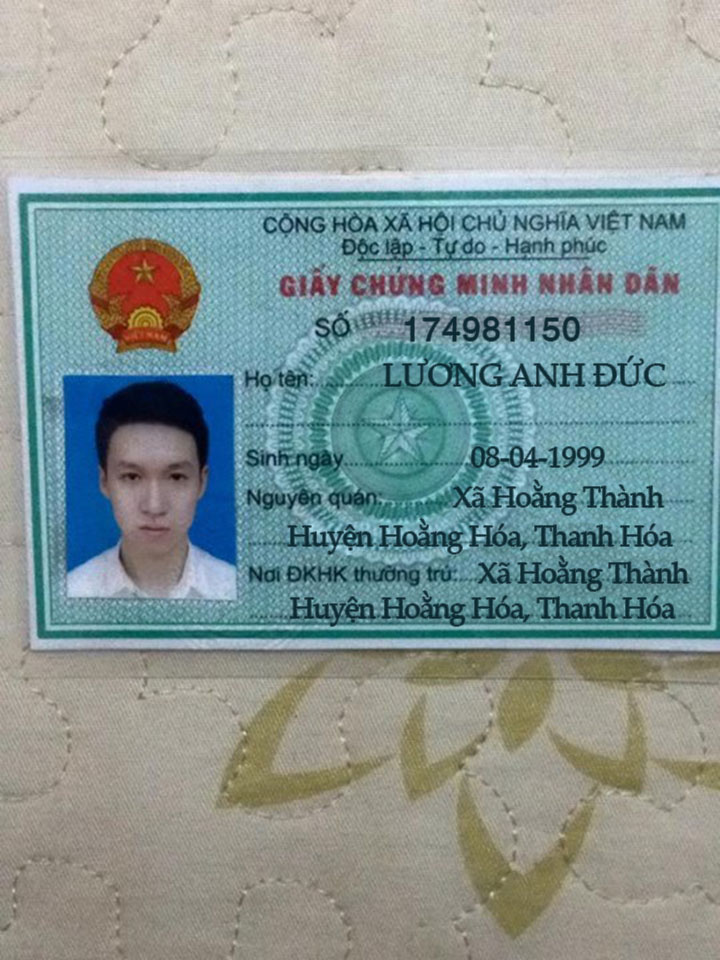 CỘNG HÒA XÃ HỘI CHỦ NGHĨA VIỆT NAM
Độc lập - Tự do - Hạnh phúc
GIẤY CHỨNG MINH NHÂN DÂN
SỐ 174981150
Họ tên: LƯƠNG ANH ĐỨC
Sinh ngày 08-04-1999
Nguyên quán: Xã Hoằng Thành
Huyện Hoằng Hóa, Thanh Hóa
Nơi ĐKHK thường trú: Xã Hoằng Thành
Huyện Hoằng Hóa, Thanh Hóa
VIỆT NAM